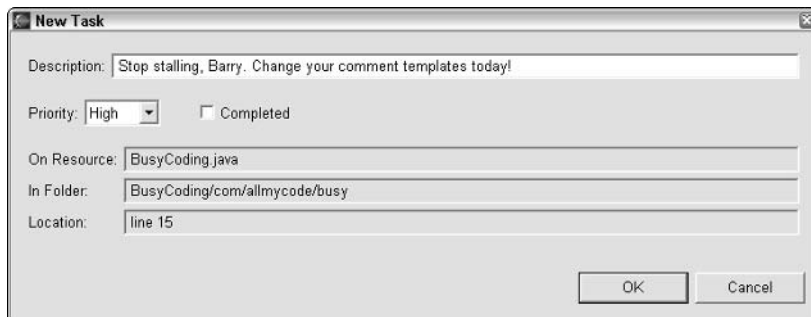 New Task
Description: Stop stalling, Barry. Change your comment templates today!
Priority: High Completed
On Resource: BusyCoding.java
In Folder: BusyCoding/com/allmycode/busy
Location: line 15
OK Cancel